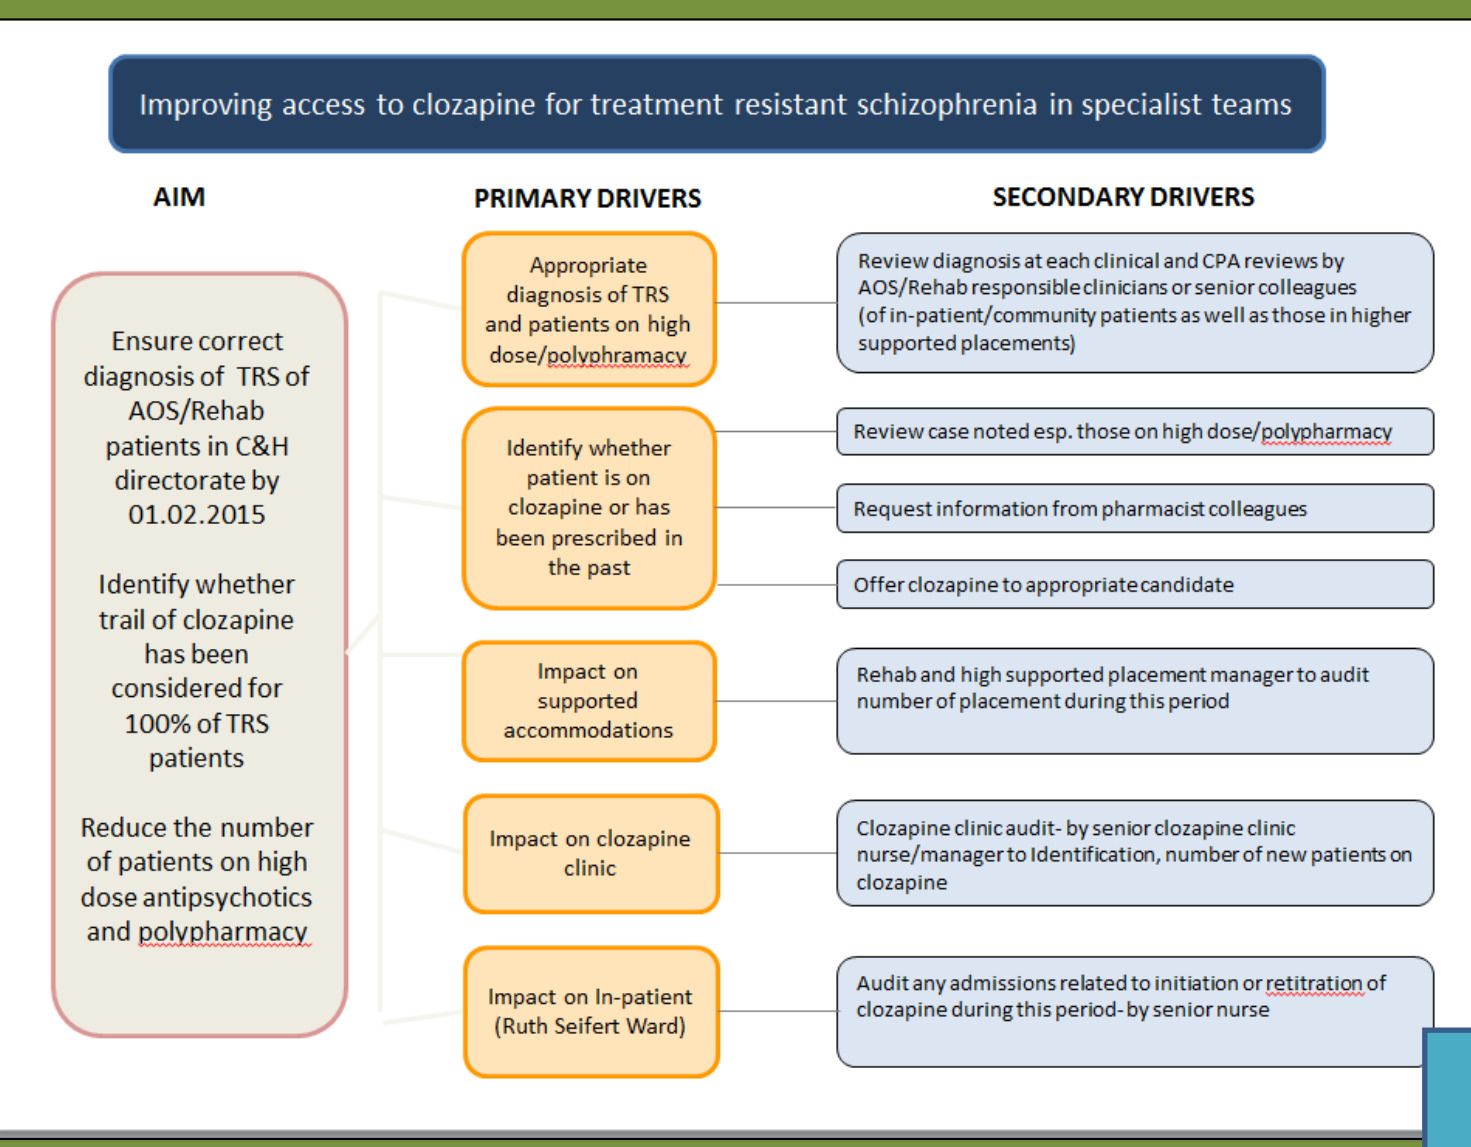 Improving access to clozapine for treatment resistant schizophrenia in specialist teams
AIM
PRIMARY DRIVERS
SECONDARY DRIVERS
Ensure correct
diagnosis of TRS of
AOS/Rehab
patients in C&H
directorate by
01.02.2015
Identify whether
trail of clozapine
has been
considered for
100% of TRS
patients
Reduce the number
of patients on high
dose antipsychotics
and polypharmacy
Appropriate
diagnosis of TRS
and patients on high
dose/polyphramacy
Identify whether
patient is on
clozapine or has
been prescribed in
the past
Impact on
supported
accommodations
Impact on clozapine
clinic
Impact on In-patient
(Ruth Seifert Ward)
Review diagnosis at each clinical and CPA reviews by
AOS/Rehab responsible clinicians or senior colleagues
(of in-patient/community patients as well as those in higher
supported placements)
Review case noted esp. those on high dose/polypharmacy
Request information from pharmacist colleagues
Offer clozapine to appropriate candidate
Rehab and high supported placement manager to audit
number of placement during this period
Clozapine clinic audit- by senior clozapine clinic
nurse/manager to Identification, number of new patients on
clozapine
Audit any admissions related to initiation or retitration of
clozapine during this period- by senior nurse